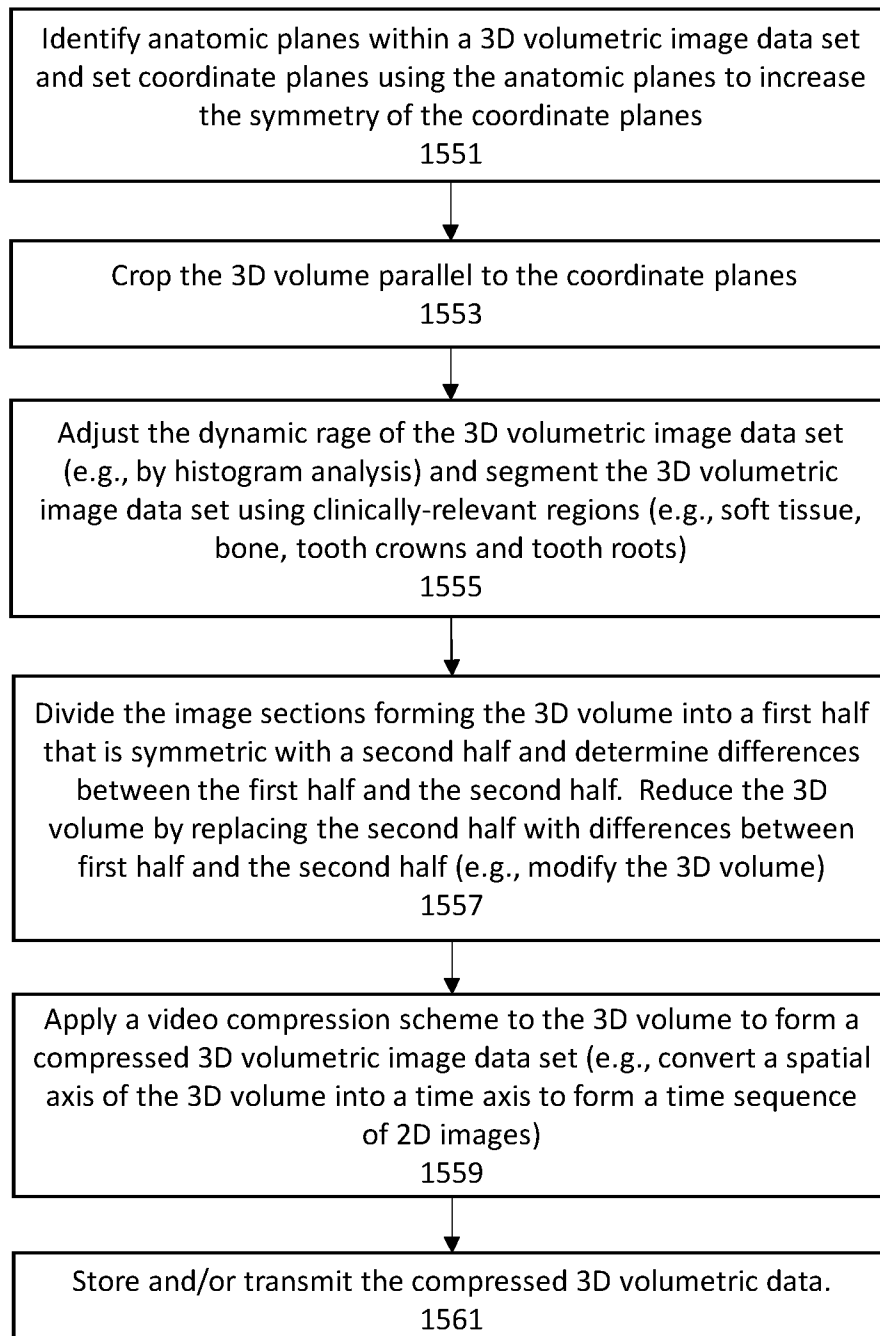 Identify anatomic planes within a 3D volumetric image data set
and set coordinate planes using the anatomic planes to increase
the symmetry of the coordinate planes
1551
Crop the 3D volume parallel to the coordinate planes
1553
Adjust the dynamic rage of the 3D volumetric image data set
(e.g., by histogram analysis) and segment the 3D volumetric
image data set using clinically-relevant regions (e.g., soft tissue,
bone, tooth crowns and tooth roots)
1555
Divide the image sections forming the 3D volume into a first half
that is symmetric with a second half and determine differences
between the first half and the second half.  Reduce the 3D
volume by replacing the second half with differences between
first half and the second half (e.g., modify the 3D volume)
1557
Apply a video compression scheme to the 3D volume to form a
compressed 3D volumetric image data set (e.g., convert a spatial
axis of the 3D volume into a time axis to form a time sequence
of 2D images)
1559
Store and/or transmit the compressed 3D volumetric data.
1561